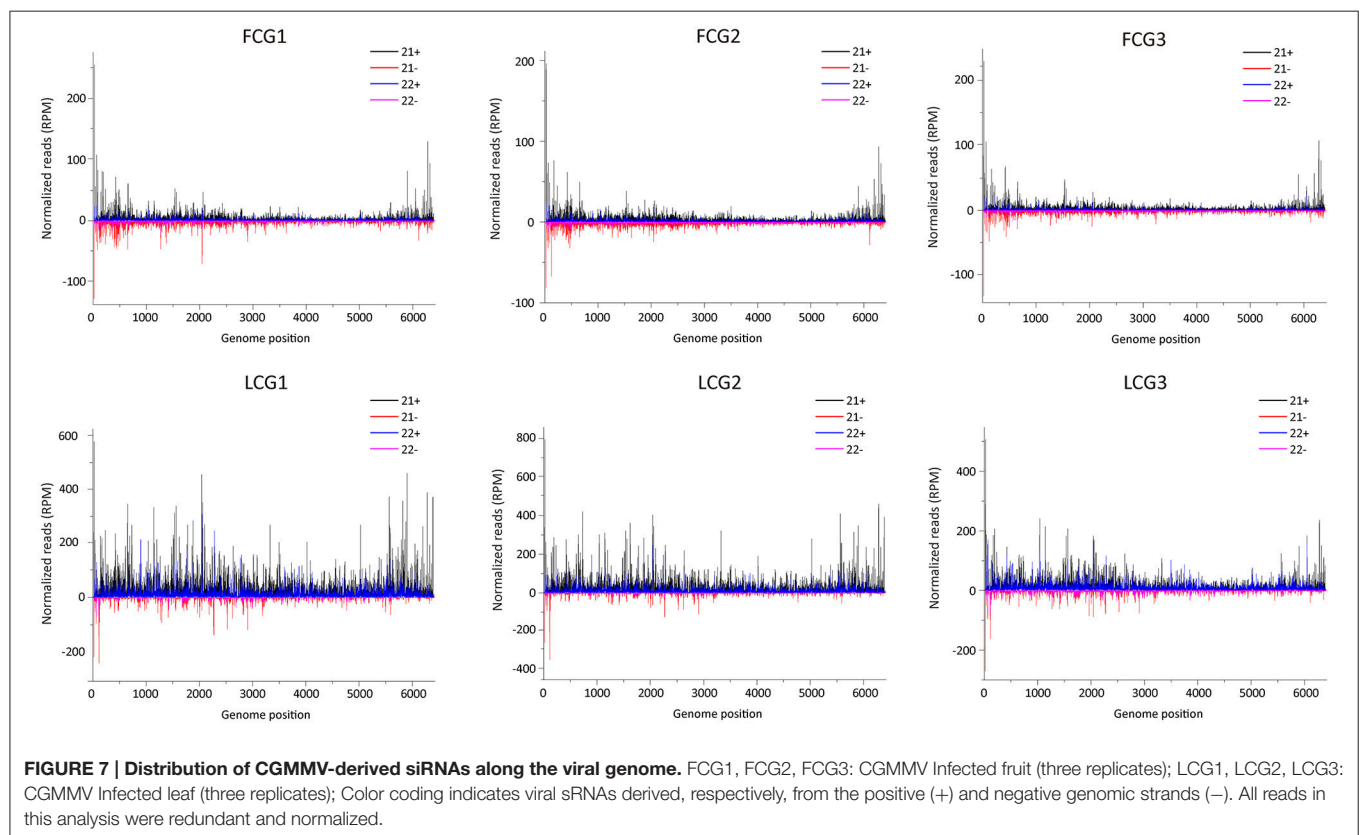 FCG1
21+
21-
22+
22-
Normalized reads (RPM)
200
100
0
-100
0 1000 2000 3000 4000 5000 6000
Genome position
FCG2
21+
21-
22+
22-
Normalized reads (RPM)
200
100
0
-100
0 1000 2000 3000 4000 5000 6000
Genome position
FCG3
21+
21-
22+
22-
Normalized reads (RPM)
200
100
0
-100
0 1000 2000 3000 4000 5000 6000
Genome position
LCG1
21+
21-
22+
22-
Normalized reads (RPM)
600
400
200
0
-200
0 1000 2000 3000 4000 5000 6000
Genome position
LCG2
21+
21-
22+
22-
Normalized reads (RPM)
800
600
400
200
0
-200
-400
0 1000 2000 3000 4000 5000 6000
Genome position
LCG3
21+
21-
22+
22-
Normalized reads (RPM)
400
200
0
-200
0 1000 2000 3000 4000 5000 6000
Genome position
FIGURE 7 | Distribution of CGMMV-derived siRNAs along the viral genome. FCG1, FCG2, FCG3: CGMMV Infected fruit (three replicates); LCG1, LCG2, LCG3:
CGMMV Infected leaf (three replicates); Color coding indicates viral sRNAs derived, respectively, from the positive (+) and negative genomic strands (−). All reads in
this analysis were redundant and normalized.